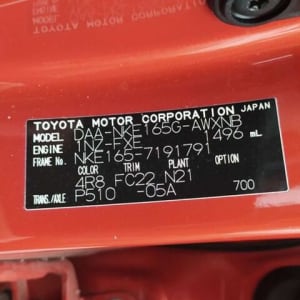 TOYOTA MOTOR CORPORATION JAPAN
MODEL DAA-NKE165G-AWXNB
ENGINE 1NZ-FXE 1496 mL
FRAME No. NKE165-7191791
COLOR TRIM PLANT OPTION
4R8 FC22 N21
TRANS./AXLE P510 -05A 700